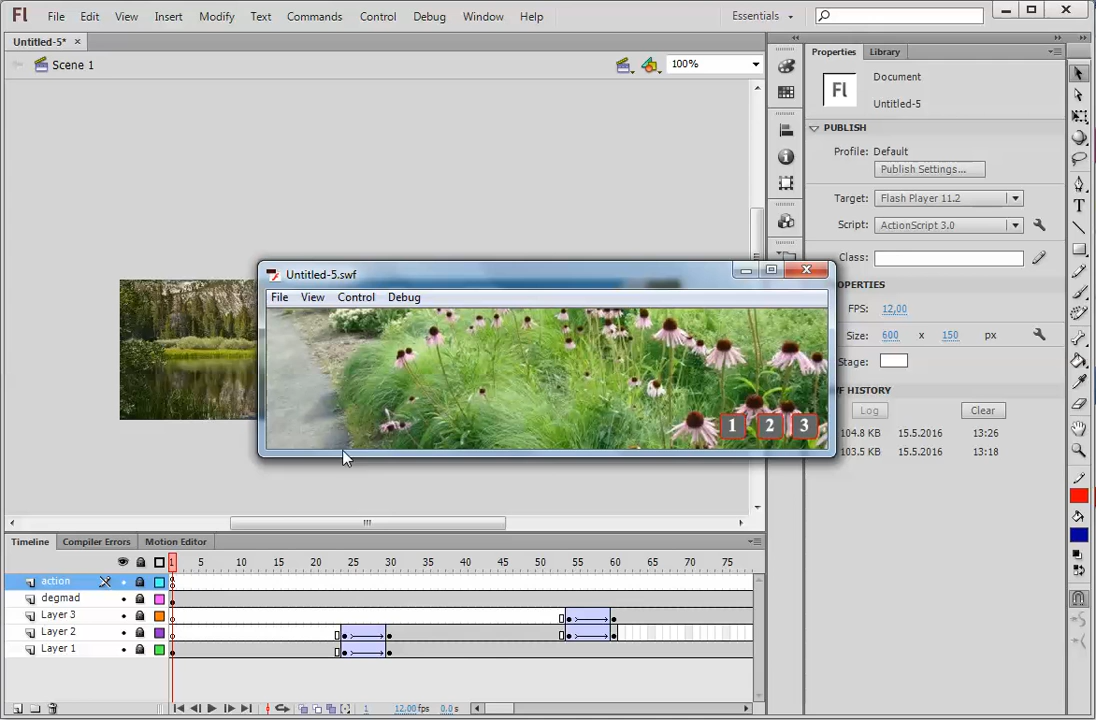 Fl File Edit View Insert Modify Text Commands Control Debug Window Help Essentials
Untitled-5* ×
Scene 1 100%
Properties Library
Fl Document
Untitled-5
PUBLISH
Profile: Default
Publish Settings...
Target: Flash Player 11.2
Script: ActionScript 3.0
Class:
ROPERTIES
FPS: 12,00
Size: 600 x 150 px
Stage:
VF HISTORY
Log Clear
104.8 KB 15.5.2016 13:26
103.5 KB 15.5.2016 13:18
Untitled-5.swf
File View Control Debug
1 2 3
Timeline Compiler Errors Motion Editor
1 5 10 15 20 25 30 35 40 45 50 55 60 65 70 75
action
degmad
Layer 3
Layer 2
Layer 1
1 12,00 fps 0.0 s